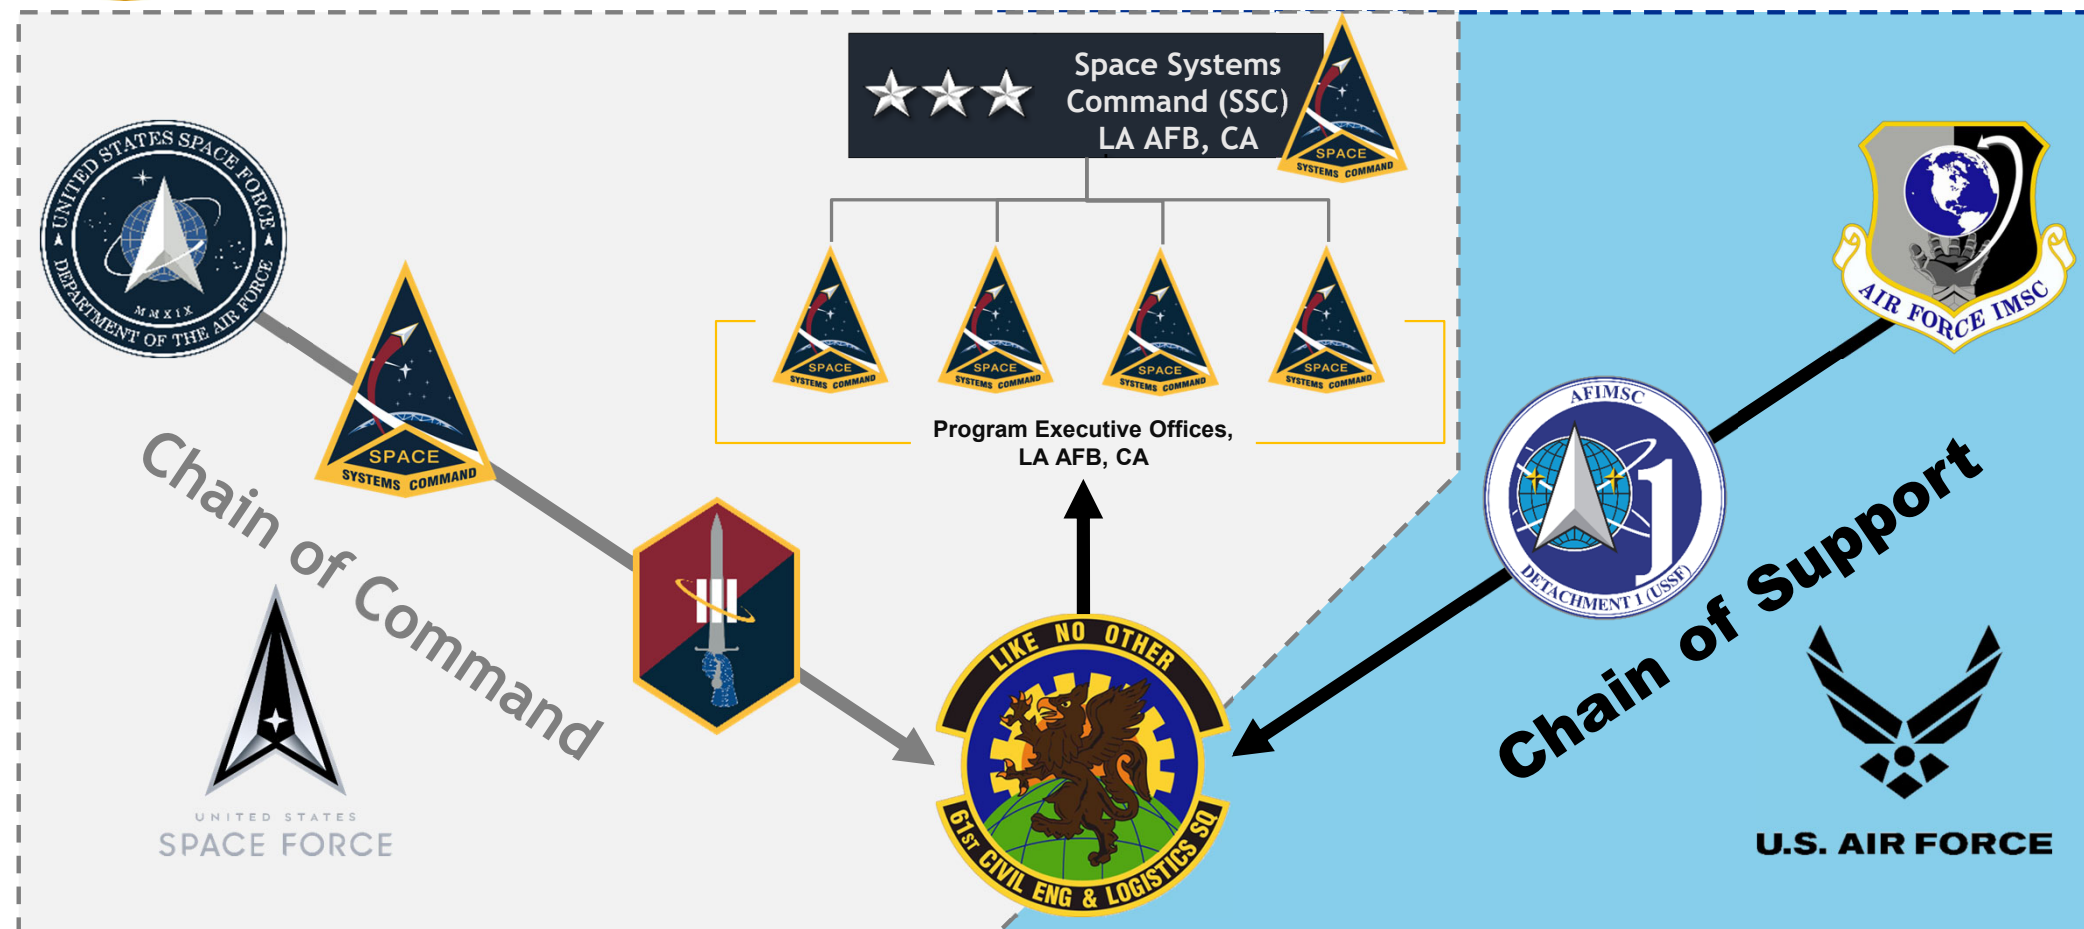 Space Systems
Command (SSC)
LA AFB, CA
SPACE
SYSTEMS COMMAND
UNITED STATES SPACE FORCE
MMXIX
DEPARTMENT OF THE AIR FORCE
SPACE
SYSTEMS COMMAND
SPACE
SYSTEMS COMMAND
SPACE
SYSTEMS COMMAND
SPACE
SYSTEMS COMMAND
SPACE
SYSTEMS COMMAND
Program Executive Offices,
LA AFB, CA
Chain of Command
UNITED STATES
SPACE FORCE
III
LIKE NO OTHER
61ST CIVIL ENG & LOGISTICS SQ
AIR FORCE IMSC
AFIMSC
1
DETACHMENT 1 (USSF)
Chain of Support
U.S. AIR FORCE